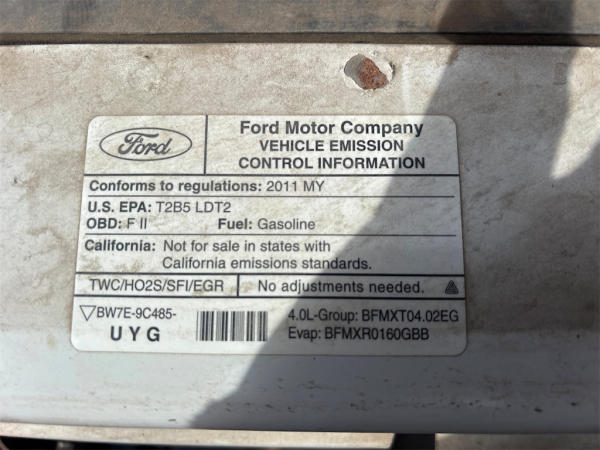 Ford
Ford Motor Company
VEHICLE EMISSION
CONTROL INFORMATION
Conforms to regulations: 2011 MY
U.S. EPA: T2B5 LDT2
OBD: F II Fuel: Gasoline
California: Not for sale in states with
California emissions standards.
TWC/HO2S/SFI/EGR No adjustments needed.
BW7E-9C485-
UYG
4.0L-Group: BFMXT04.02EG
Evap: BFMXR0160GBB